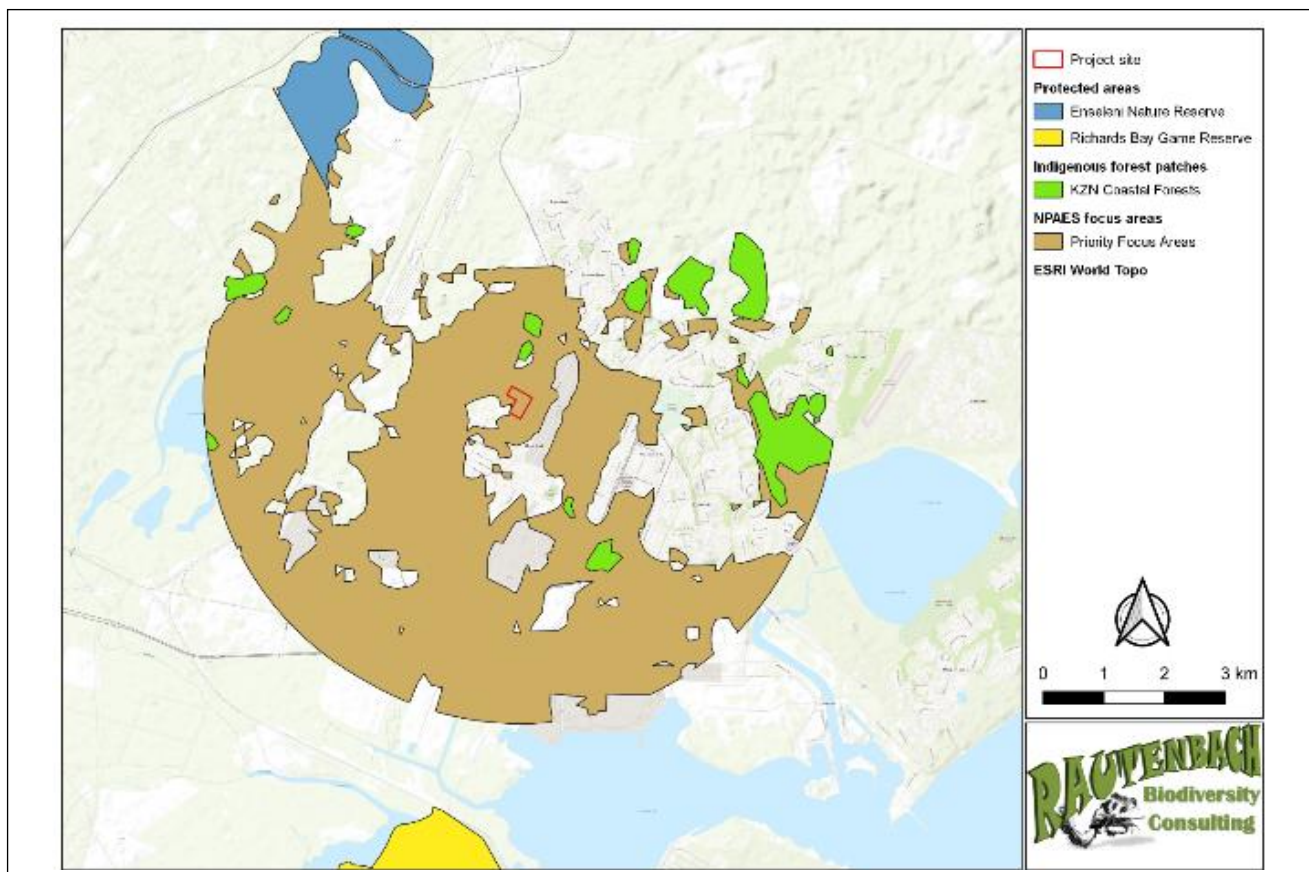 Project site
Protected areas
Enseleni Nature Reserve
Richards Bay Game Reserve
Indigenous forest patches
KZN Coastal Forests
NPAES focus areas
Priority Focus Areas
ESRI World Topo
0 1 2 3 km
RAUTENBACH
Biodiversity
Consulting